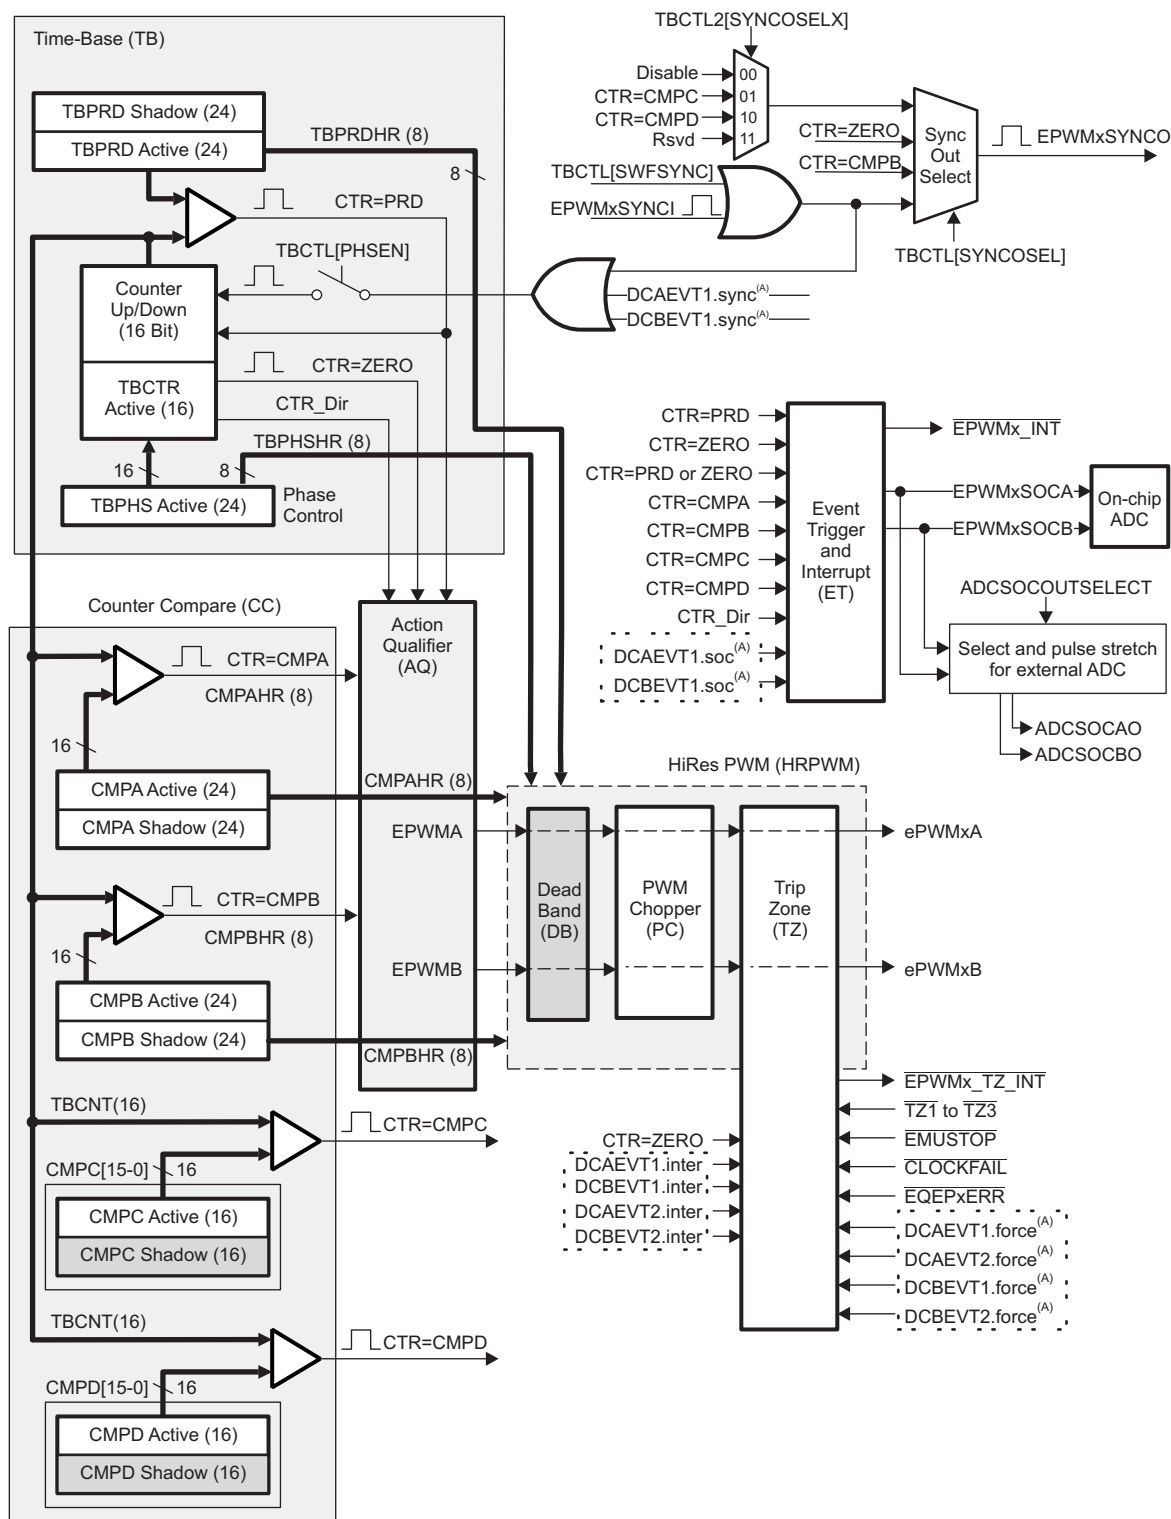 TBCTL2[SYNCOSELX]
Time-Base (TB)
Disable
00
CTR=CMPC
01
CTR=CMPD
10
Rsvd
11
CTR=ZERO
CTR=CMPB
Sync
Out
Select
EPWMxSYNCO
TBCTL[SWFSYNC]
EPWMxSYNCI
TBCTL[SYNCOSEL]
TBPRD Shadow (24)
TBPRD Active (24)
TBPRDHR (8)
8
CTR=PRD
TBCTL[PHSEN]
Counter
Up/Down
(16 Bit)
DCAEVT1.sync(A)
DCBEVT1.sync(A)
CTR=ZERO
TBCTR
Active (16)
CTR_Dir
TBPHSHR (8)
16
8
TBPHS Active (24)
Phase
Control
CTR=PRD
CTR=ZERO
CTR=PRD or ZERO
CTR=CMPA
CTR=CMPB
CTR=CMPC
CTR=CMPD
CTR_Dir
DCAEVT1.soc(A)
DCBEVT1.soc(A)
Event
Trigger
and
Interrupt
(ET)
EPWMx_INT
EPWMxSOCA
EPWMxSOCB
On-chip
ADC
ADCSOCOUTSELECT
Select and pulse stretch
for external ADC
ADCSOCAO
ADCSOCBO
Counter Compare (CC)
Action
Qualifier
(AQ)
CTR=CMPA
CMPAHR (8)
16
CMPA Active (24)
CMPA Shadow (24)
CMPAHR (8)
EPWMA
CTR=CMPB
CMPBHR (8)
16
EPWMB
CMPB Active (24)
CMPB Shadow (24)
CMPBHR (8)
HiRes PWM (HRPWM)
Dead
Band
(DB)
PWM
Chopper
(PC)
Trip
Zone
(TZ)
ePWMxA
ePWMxB
EPWMx_TZ_INT
TZ1 to TZ3
EMUSTOP
CLOCKFAIL
EQEPxERR
DCAEVT1.force(A)
DCAEVT2.force(A)
DCBEVT1.force(A)
DCBEVT2.force(A)
CTR=ZERO
DCAEVT1.inter
DCBEVT1.inter
DCAEVT2.inter
DCBEVT2.inter
TBCNT(16)
CTR=CMPC
CMPC[15-0]
16
CMPC Active (16)
CMPC Shadow (16)
TBCNT(16)
CTR=CMPD
CMPD[15-0]
16
CMPD Active (16)
CMPD Shadow (16)